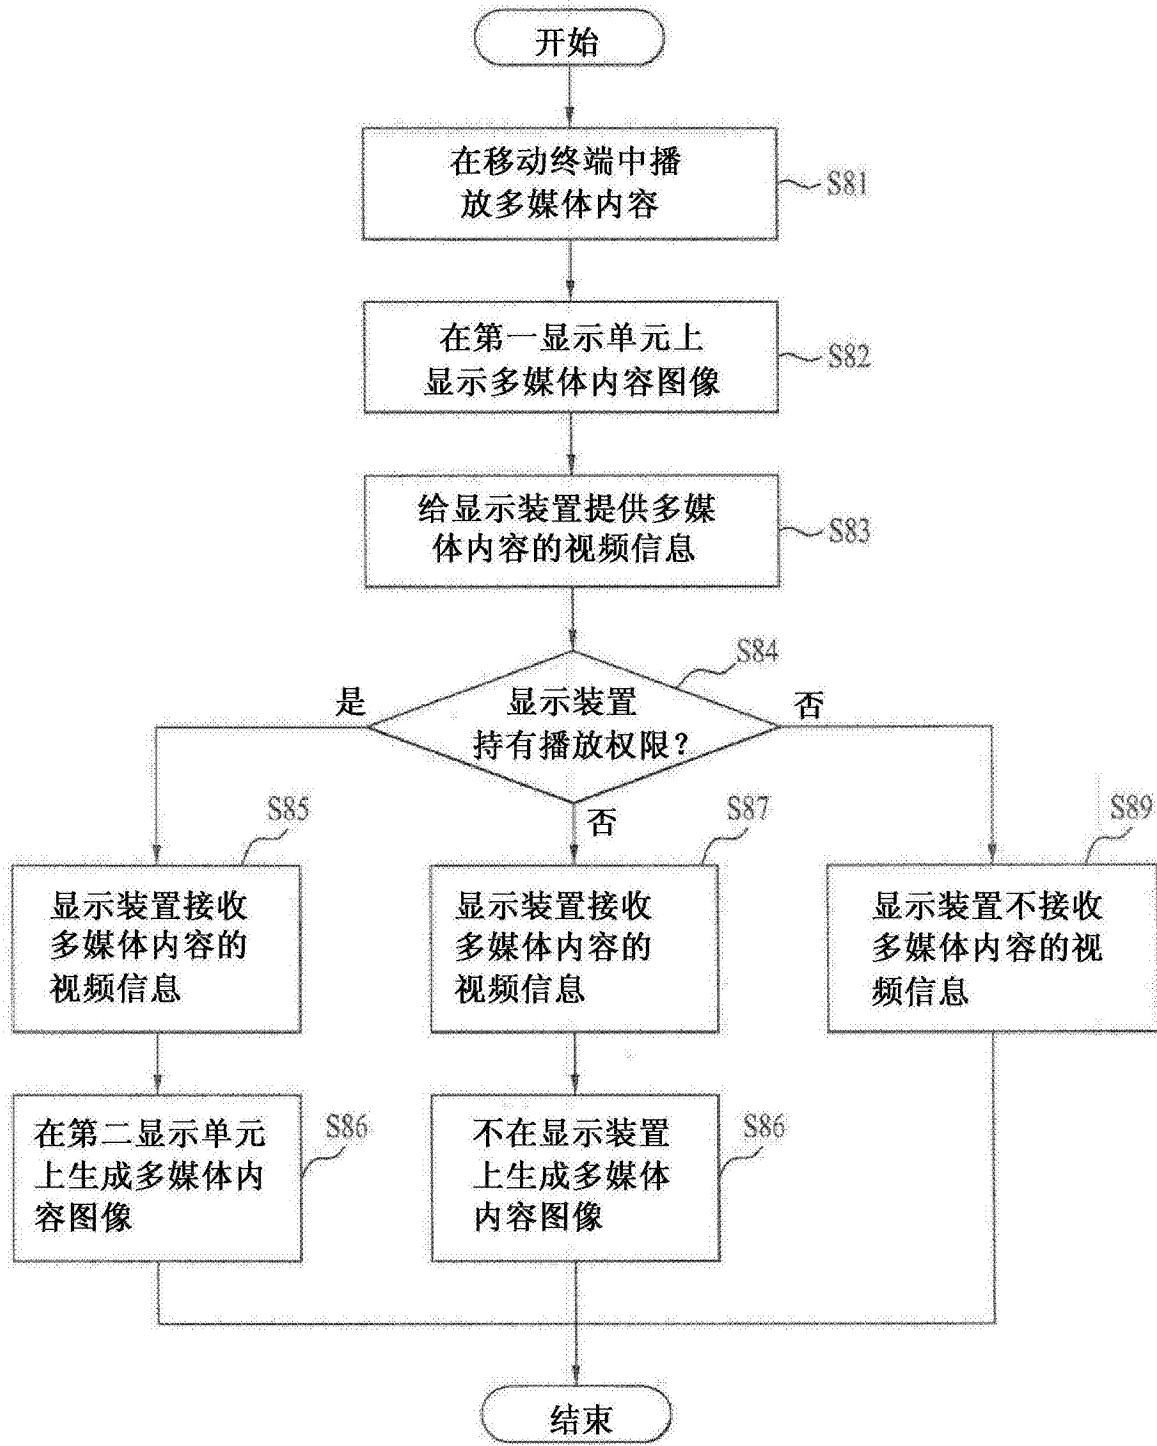 开始
在移动终端中播
放多媒体内容
S81
在第一显示单元上
显示多媒体内容图像
S82
给显示装置提供多媒
体内容的视频信息
S83
S84
显示装置
持有播放权限？
是
否
否
S85
显示装置接收
多媒体内容的
视频信息
S87
显示装置接收
多媒体内容的
视频信息
S89
显示装置不接收
多媒体内容的视
频信息
在第二显示单元
上生成多媒体内
容图像
S86
不在显示装置
上生成多媒体
内容图像
S86
结束